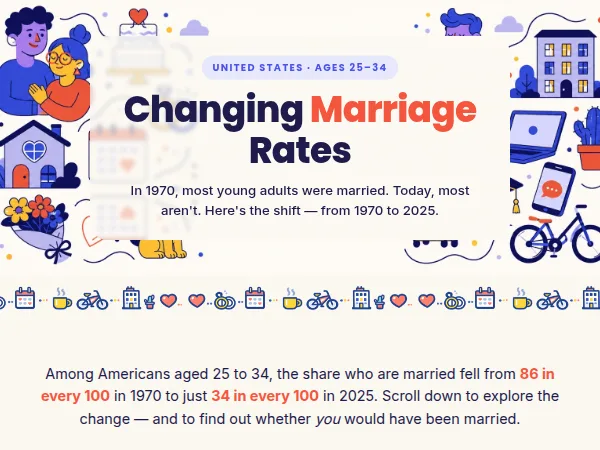 UNITED STATES · AGES 25–34
Changing Marriage
Rates
In 1970, most young adults were married. Today, most
aren't. Here's the shift — from 1970 to 2025.
Among Americans aged 25 to 34, the share who are married fell from 86 in
every 100 in 1970 to just 34 in every 100 in 2025. Scroll down to explore the
change — and to find out whether you would have been married.